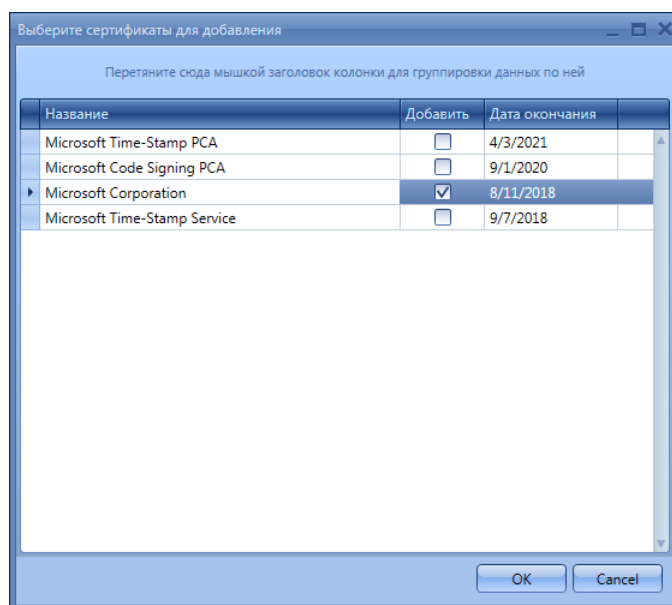 Выберите сертификаты для добавления
Перетяните сюда мышкой заголовок колонки для группировки данных по ней
Название Добавить Дата окончания
Microsoft Time-Stamp PCA 4/3/2021
Microsoft Code Signing PCA 9/1/2020
Microsoft Corporation 8/11/2018
Microsoft Time-Stamp Service 9/7/2018
OK Cancel